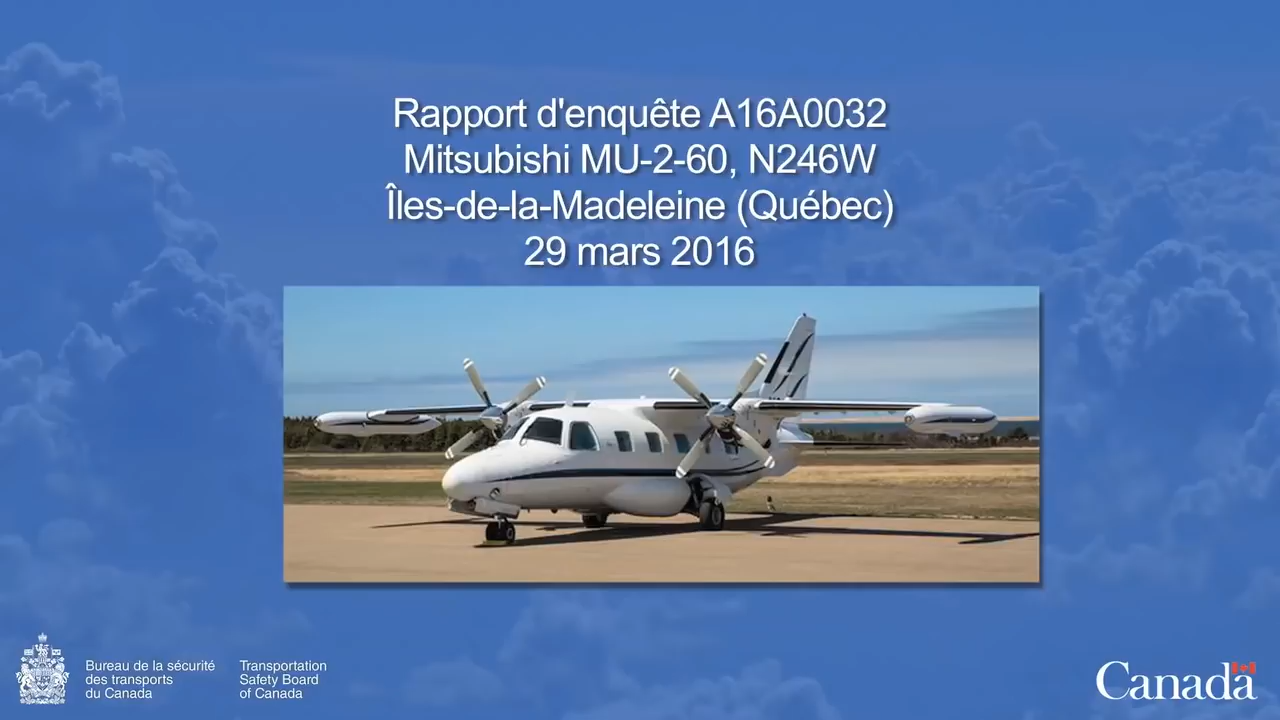 Rapport d'enquête A16A0032
Mitsubishi MU-2-60, N246W
Îles-de-la-Madeleine (Québec)
29 mars 2016
Bureau de la sécurité
des transports
du Canada
Transportation
Safety Board
of Canada
Canada